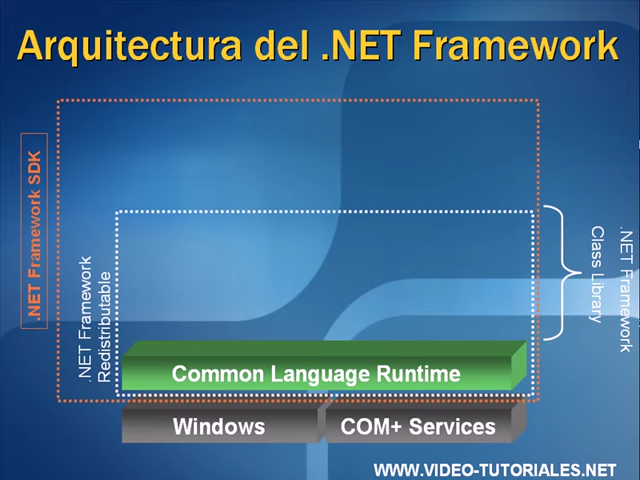 Arquitectura del .NET Framework
.NET Framework SDK
.NET Framework
Redistributable
.NET Framework
Class Library
Common Language Runtime
Windows
COM+ Services
WWW.VIDEO-TUTORIALES.NET